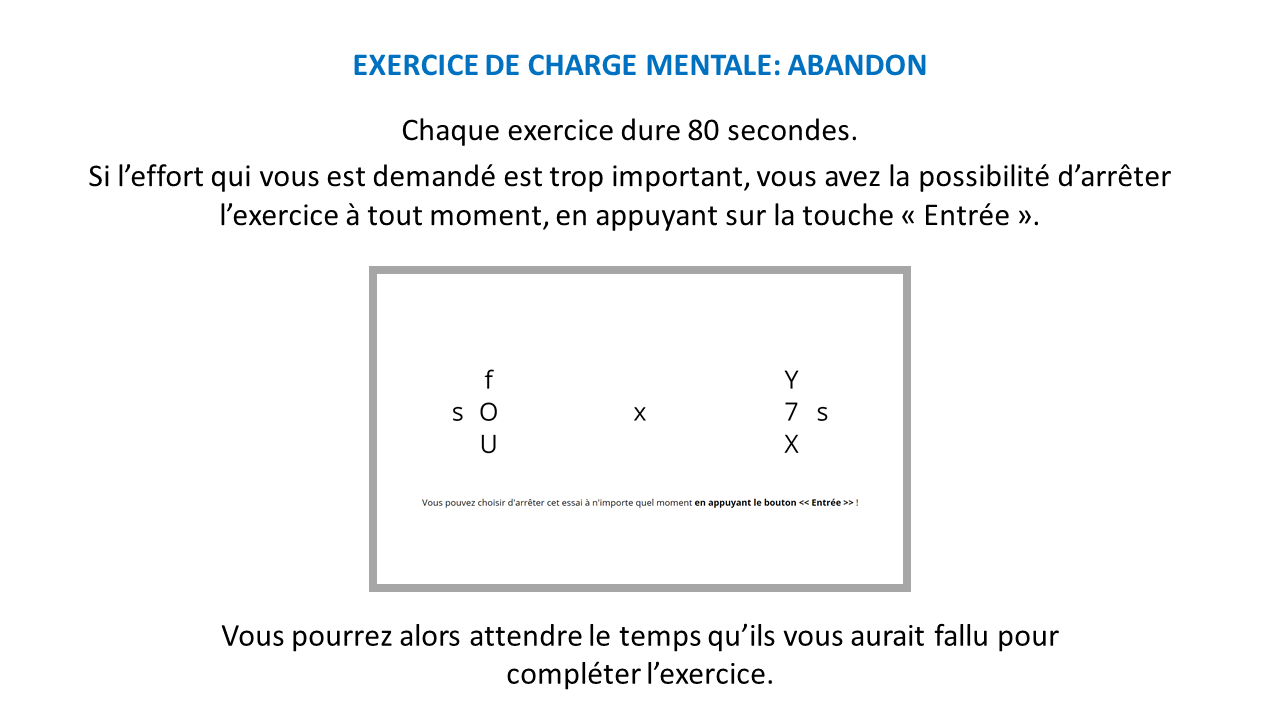 EXERCICE DE CHARGE MENTALE: ABANDON
Chaque exercice dure 80 secondes.
Si l’effort qui vous est demandé est trop important, vous avez la possibilité d’arrêter
l’exercice à tout moment, en appuyant sur la touche « Entrée ».
f Y
s O x 7 s
U X
Vous pouvez choisir d'arrêter cet essai à n'importe quel moment en appuyant le bouton << Entrée >> !
Vous pourrez alors attendre le temps qu’ils vous aurait fallu pour
compléter l’exercice.